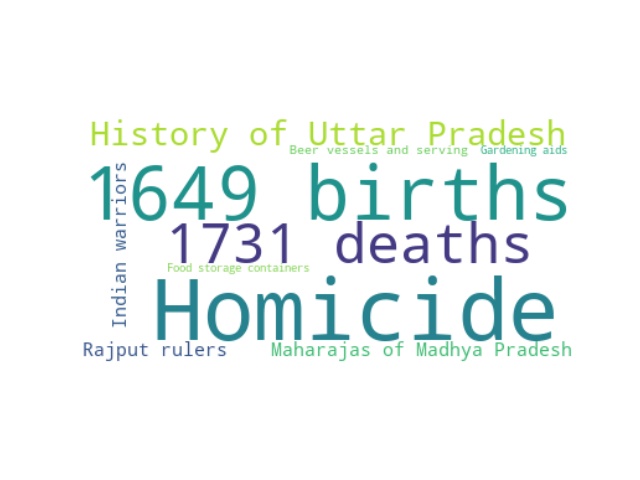 History of Uttar Pradesh
Beer vessels and serving
Gardening aids
1649 births
Indian warriors
1731 deaths
Food storage containers
Homicide
Rajput rulers
Maharajas of Madhya Pradesh